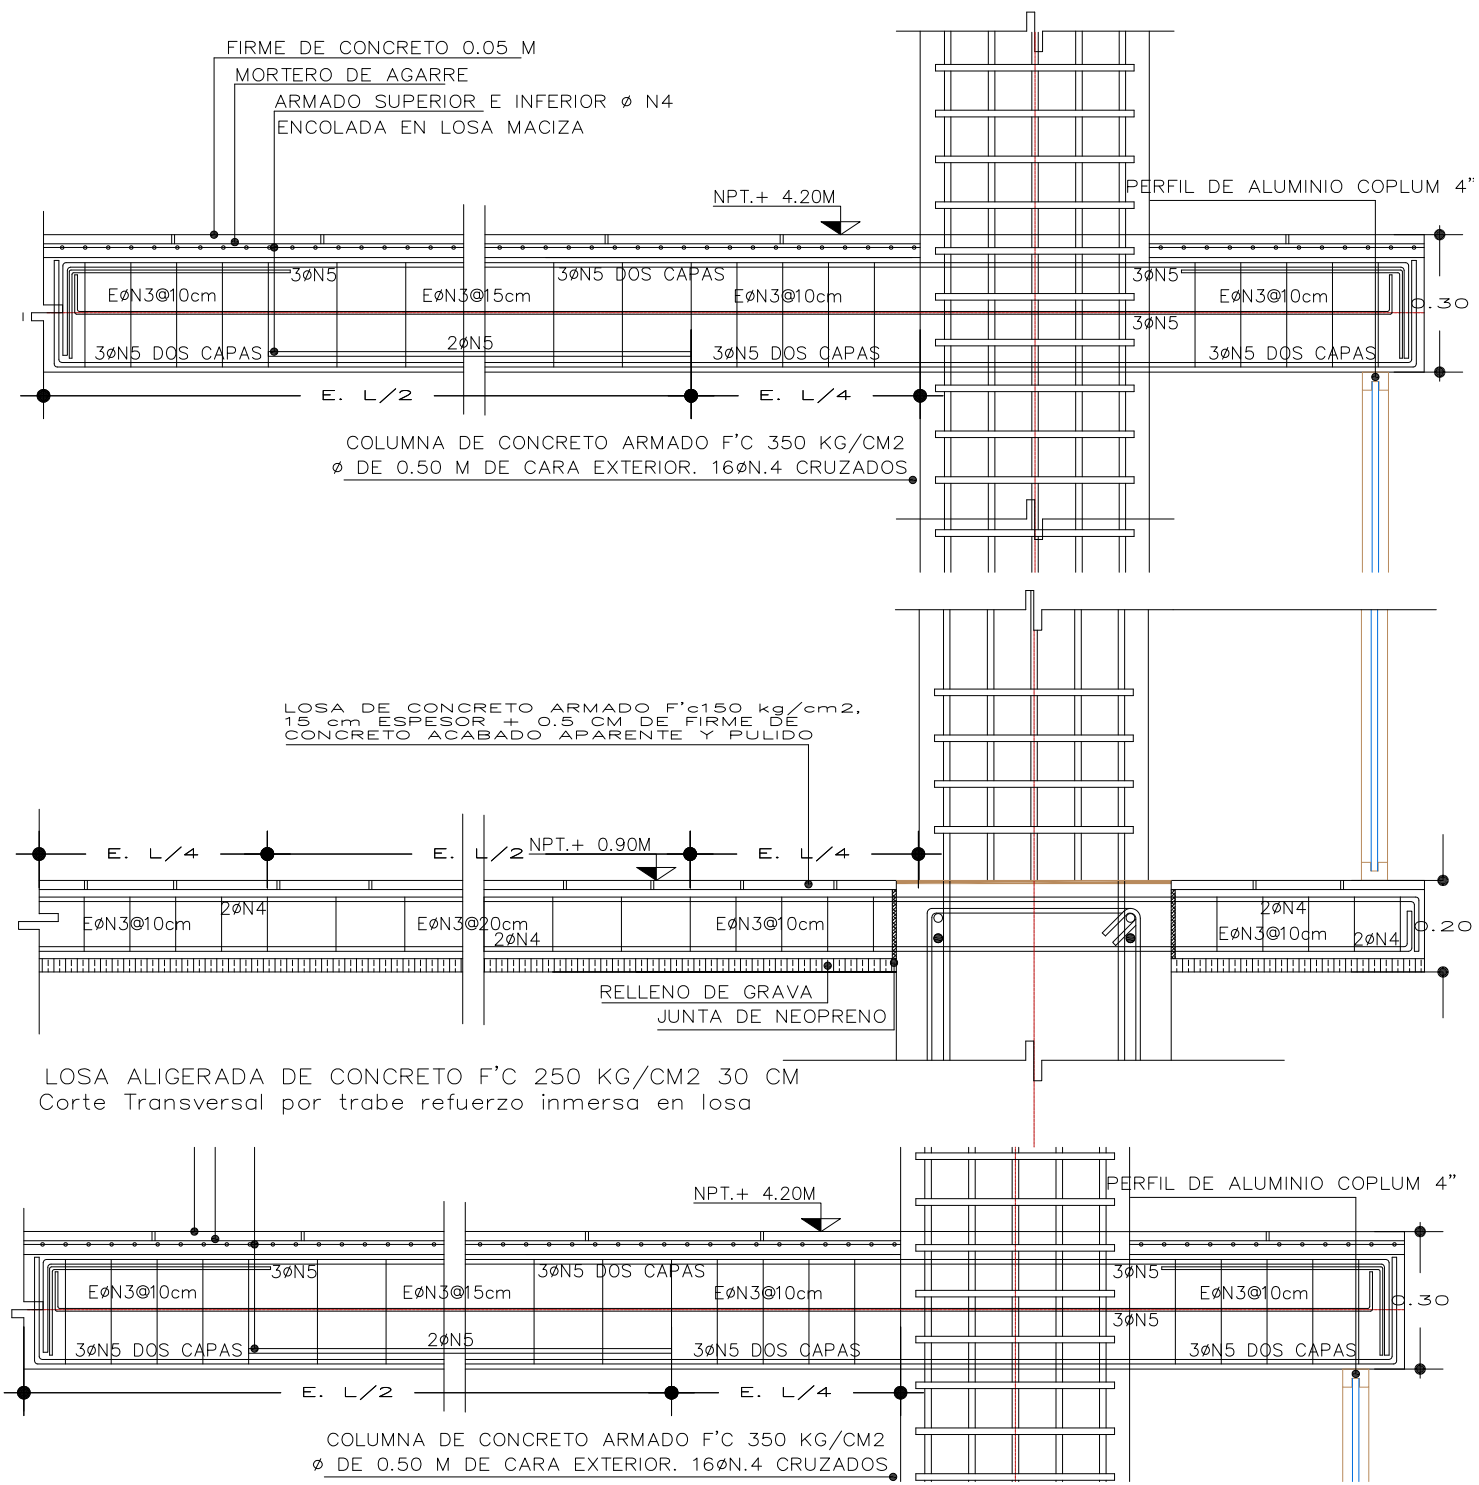 FIRME DE CONCRETO 0.05 M
MORTERO DE AGARRE
ARMADO SUPERIOR E INFERIOR ø N4
ENCOLADA EN LOSA MACIZA
NPT.+ 4.20M
PERFIL DE ALUMINIO COPLUM 4"
3øN5
3øN5 DOS CAPAS
3øN5
EøN3@10cm
EøN3@15cm
EøN3@10cm
EøN3@10cm
0.30
3øN5
3øN5 DOS CAPAS
2øN5
3øN5 DOS CAPAS
3øN5 DOS CAPAS
E. L/2
E. L/4
COLUMNA DE CONCRETO ARMADO F'C 350 KG/CM2
ø DE 0.50 M DE CARA EXTERIOR. 16øN.4 CRUZADOS
LOSA DE CONCRETO ARMADO F'c150 kg/cm2,
15 cm ESPESOR + 0.5 CM DE FIRME DE
CONCRETO ACABADO APARENTE Y PULIDO
E. L/4
E. L/2
NPT.+ 0.90M
E. L/4
EøN3@10cm
2øN4
EøN3@20cm
2øN4
EøN3@10cm
2øN4
EøN3@10cm
2øN4
0.20
RELLENO DE GRAVA
JUNTA DE NEOPRENO
LOSA ALIGERADA DE CONCRETO F'C 250 KG/CM2 30 CM
Corte Transversal por trabe refuerzo inmersa en losa
NPT.+ 4.20M
PERFIL DE ALUMINIO COPLUM 4"
3øN5
3øN5 DOS CAPAS
3øN5
EøN3@10cm
EøN3@15cm
EøN3@10cm
EøN3@10cm
0.30
3øN5
3øN5 DOS CAPAS
2øN5
3øN5 DOS CAPAS
3øN5 DOS CAPAS
E. L/2
E. L/4
COLUMNA DE CONCRETO ARMADO F'C 350 KG/CM2
ø DE 0.50 M DE CARA EXTERIOR. 16øN.4 CRUZADOS